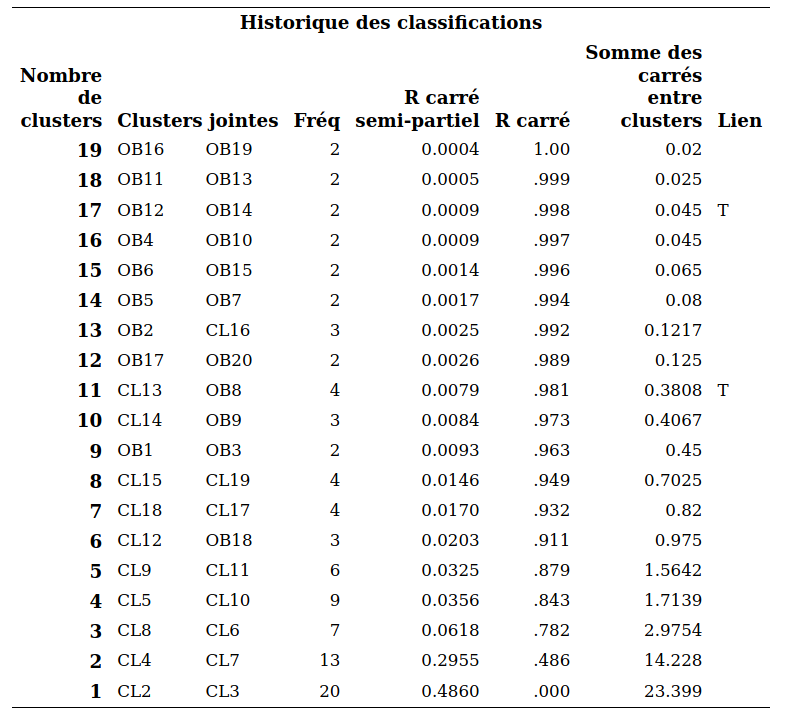 Historique des classifications
Nombre de clusters Clusters jointes Fréq R carré semi-partiel R carré Somme des carrés entre clusters Lien
19 OB16 OB19 2 0.0004 1.00 0.02
18 OB11 OB13 2 0.0005 .999 0.025
17 OB12 OB14 2 0.0009 .998 0.045 T
16 OB4 OB10 2 0.0009 .997 0.045
15 OB6 OB15 2 0.0014 .996 0.065
14 OB5 OB7 2 0.0017 .994 0.08
13 OB2 CL16 3 0.0025 .992 0.1217
12 OB17 OB20 2 0.0026 .989 0.125
11 CL13 OB8 4 0.0079 .981 0.3808 T
10 CL14 OB9 3 0.0084 .973 0.4067
9 OB1 OB3 2 0.0093 .963 0.45
8 CL15 CL19 4 0.0146 .949 0.7025
7 CL18 CL17 4 0.0170 .932 0.82
6 CL12 OB18 3 0.0203 .911 0.975
5 CL9 CL11 6 0.0325 .879 1.5642
4 CL5 CL10 9 0.0356 .843 1.7139
3 CL8 CL6 7 0.0618 .782 2.9754
2 CL4 CL7 13 0.2955 .486 14.228
1 CL2 CL3 20 0.4860 .000 23.399